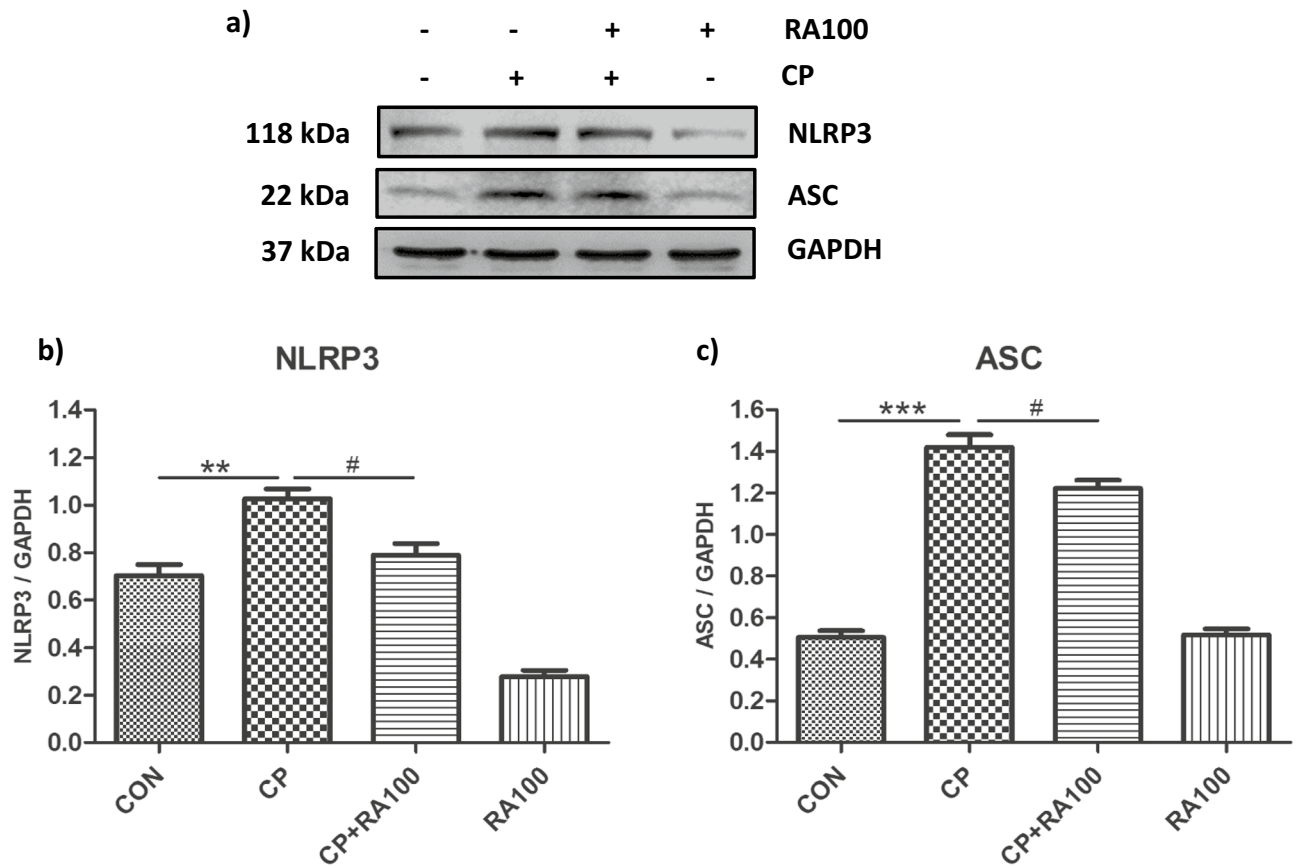 a)
- - + + RA100
- + + - CP
118 kDa NLRP3
22 kDa ASC
37 kDa GAPDH
b)
NLRP3
NLRP3 / GAPDH
1.4
1.2
1.0
0.8
0.6
0.4
0.2
0.0
** #
CON CP CP+RA100 RA100
c)
ASC
ASC / GAPDH
1.6
1.4
1.2
1.0
0.8
0.6
0.4
0.2
0.0
*** #
CON CP CP+RA100 RA100